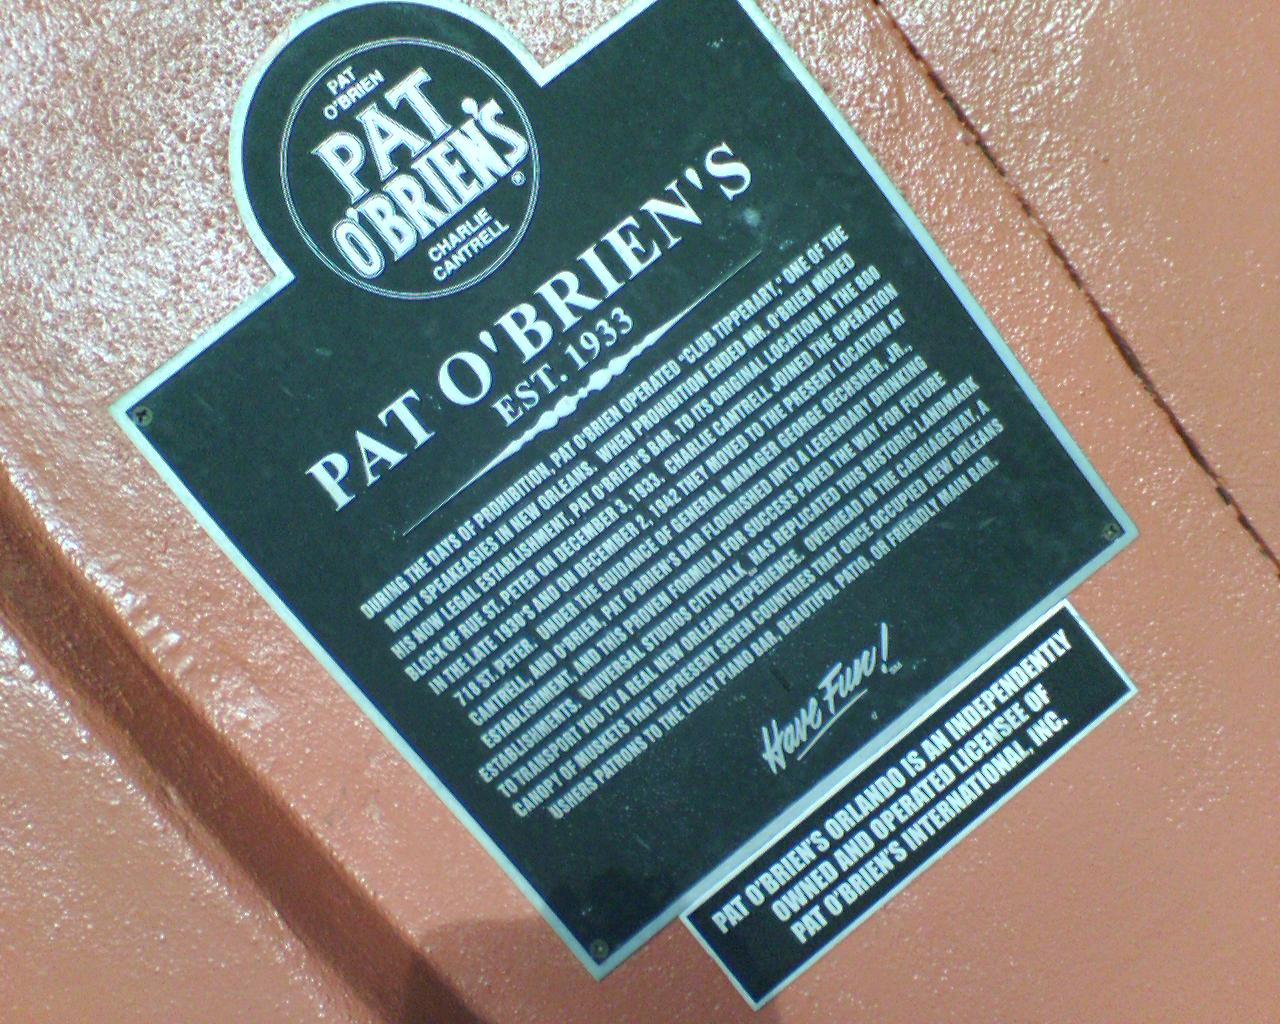 PAT
O'BRIEN
PAT
O'BRIEN'S
®
CHARLIE
CANTRELL
PAT O'BRIEN'S
EST. 1933
DURING THE DAYS OF PROHIBITION, PAT O'BRIEN OPERATED "CLUB TIPPERARY," ONE OF THE
MANY SPEAKEASIES IN NEW ORLEANS. WHEN PROHIBITION ENDED MR. O'BRIEN MOVED
HIS NOW LEGAL ESTABLISHMENT, PAT O'BRIEN'S BAR, TO ITS ORIGINAL LOCATION IN THE 600
BLOCK OF RUE ST. PETER ON DECEMBER 3, 1933. CHARLIE CANTRELL JOINED THE OPERATION
IN THE LATE 1930'S AND ON DECEMBER 2, 1942 THEY MOVED TO THE PRESENT LOCATION AT
718 ST. PETER. UNDER THE GUIDANCE OF GENERAL MANAGER GEORGE OECHSNER, JR.,
CANTRELL, AND O'BRIEN, PAT O'BRIEN'S BAR FLOURISHED INTO A LEGENDARY DRINKING
ESTABLISHMENT, AND THIS PROVEN FORMULA FOR SUCCESS PAVED THE WAY FOR FUTURE
ESTABLISHMENTS. UNIVERSAL STUDIOS CITYWALK HAS REPLICATED THIS HISTORIC LANDMARK
TO TRANSPORT YOU TO A REAL NEW ORLEANS EXPERIENCE. OVERHEAD IN THE CARRIAGEWAY, A
CANOPY OF MUSKETS THAT REPRESENT SEVEN COUNTRIES THAT ONCE OCCUPIED NEW ORLEANS
USHERS PATRONS TO THE LIVELY PIANO BAR, BEAUTIFUL PATIO, OR FRIENDLY MAIN BAR.
Have Fun!
PAT O'BRIEN'S ORLANDO IS AN INDEPENDENTLY
OWNED AND OPERATED LICENSEE OF
PAT O'BRIEN'S INTERNATIONAL, INC.